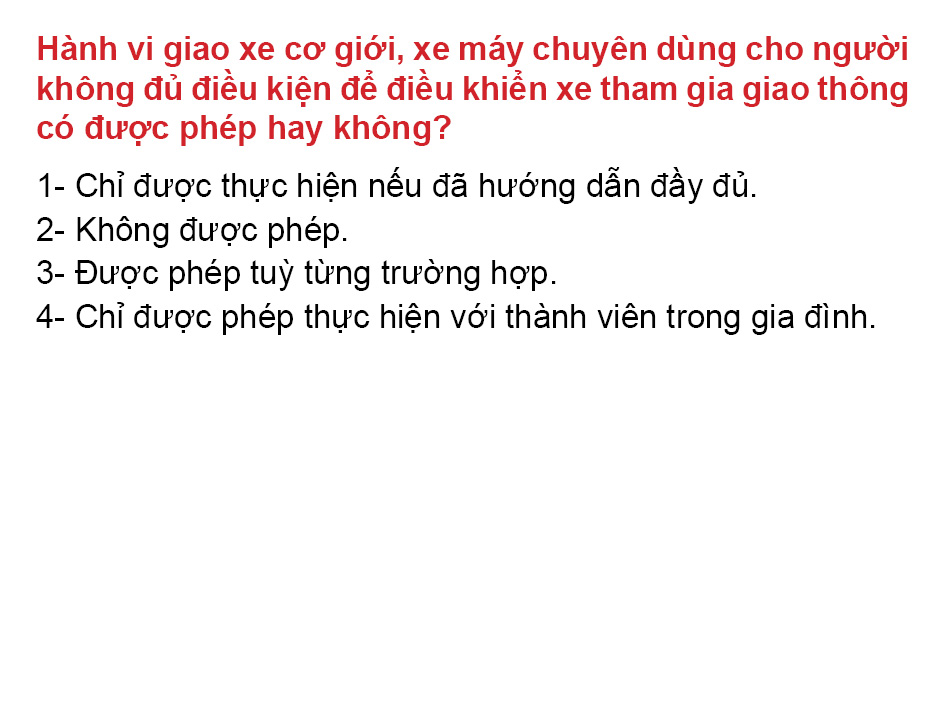 Hành vi giao xe cơ giới, xe máy chuyên dùng cho người
không đủ điều kiện để điều khiển xe tham gia giao thông
có được phép hay không?
1- Chỉ được thực hiện nếu đã hướng dẫn đầy đủ.
2- Không được phép.
3- Được phép tuỳ từng trường hợp.
4- Chỉ được phép thực hiện với thành viên trong gia đình.